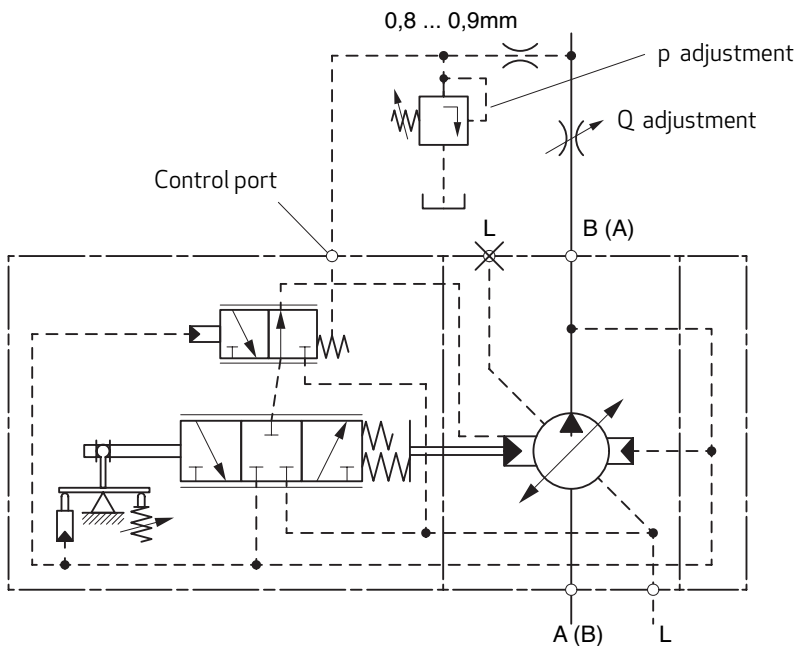 0,8 ... 0,9mm
p adjustment
Q adjustment
Control port
L
B (A)
A (B)
L